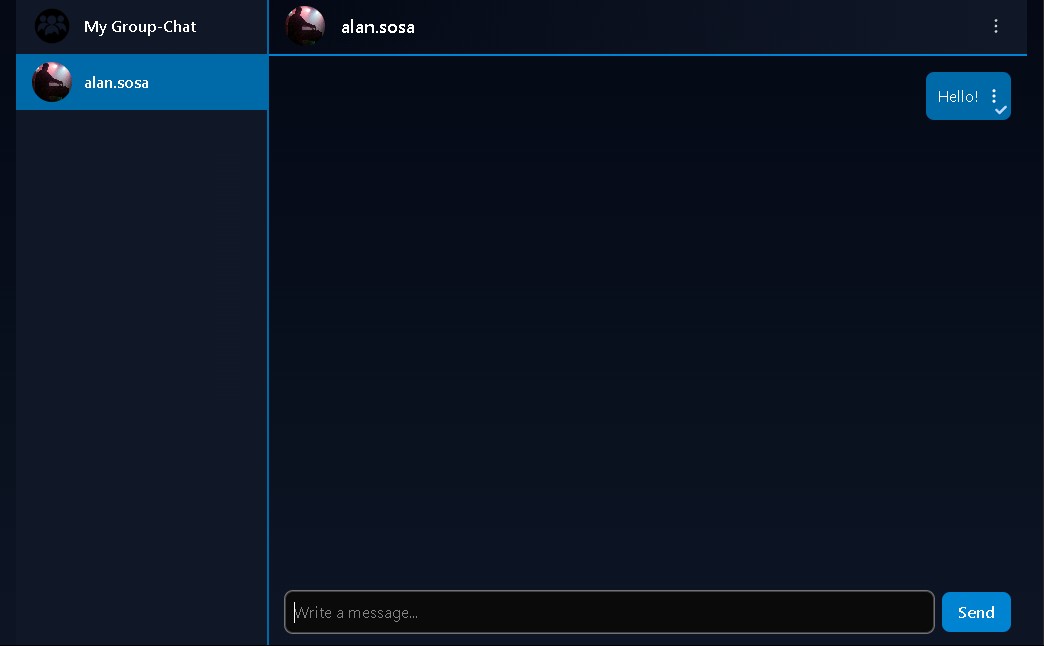 My Group-Chat
alan.sosa
alan.sosa
Hello!
Write a message...
Send